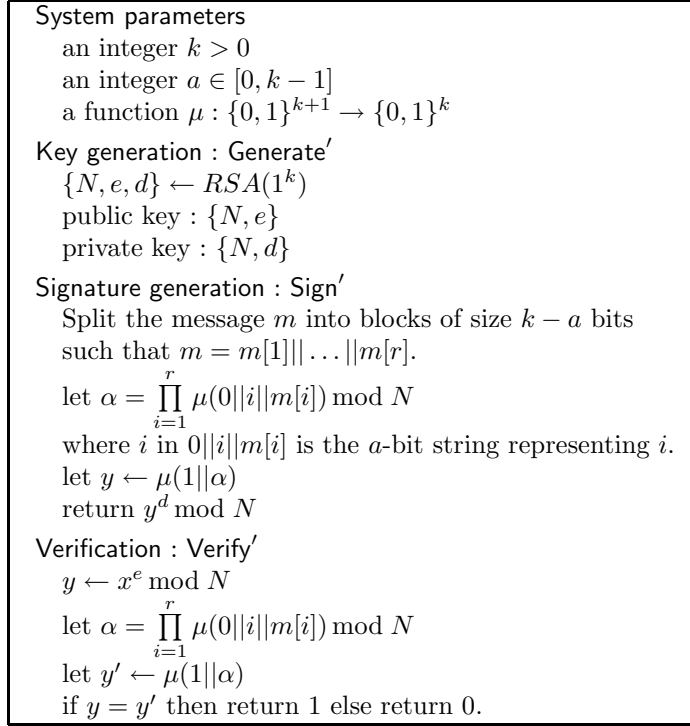 System parameters
an integer k > 0
an integer a ∈ [0, k − 1]
a function μ : {0, 1}^{k+1} → {0, 1}^k
Key generation : Generate′
{N, e, d} ← RSA(1^k)
public key : {N, e}
private key : {N, d}
Signature generation : Sign′
Split the message m into blocks of size k − a bits
such that m = m[1]|| . . . ||m[r].
let α = ∏_{i=1}^{r} μ(0||i||m[i]) mod N
where i in 0||i||m[i] is the a-bit string representing i.
let y ← μ(1||α)
return y^d mod N
Verification : Verify′
y ← x^e mod N
let α = ∏_{i=1}^{r} μ(0||i||m[i]) mod N
let y′ ← μ(1||α)
if y = y′ then return 1 else return 0.